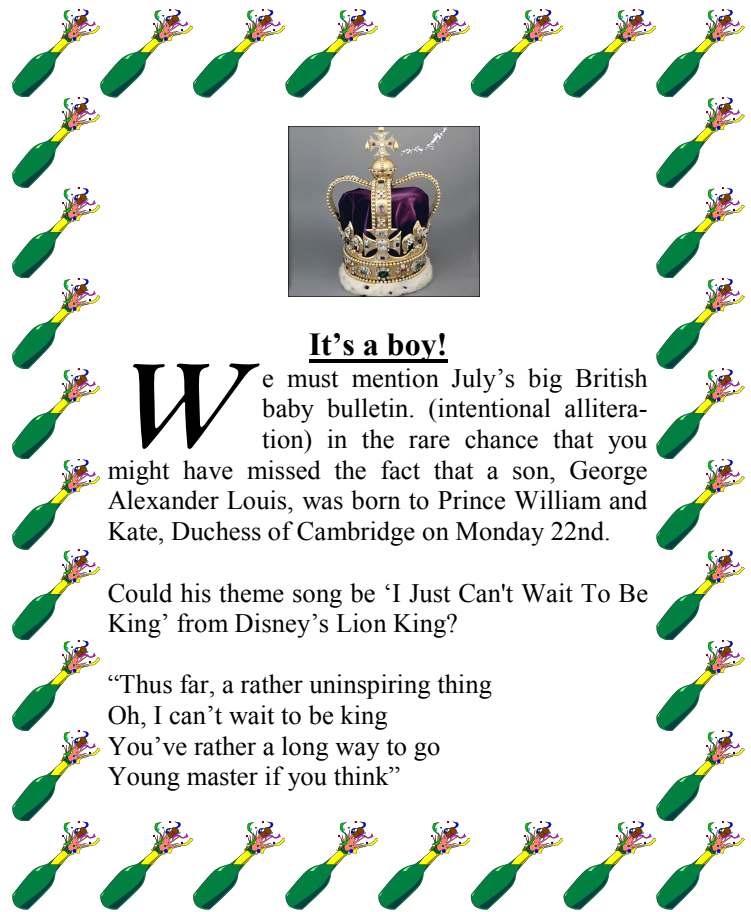 It’s a boy!
We must mention July’s big British
baby bulletin. (intentional allitera-
tion) in the rare chance that you
might have missed the fact that a son, George
Alexander Louis, was born to Prince William and
Kate, Duchess of Cambridge on Monday 22nd.
Could his theme song be ‘I Just Can't Wait To Be
King’ from Disney’s Lion King?
“Thus far, a rather uninspiring thing
Oh, I can’t wait to be king
You’ve rather a long way to go
Young master if you think”